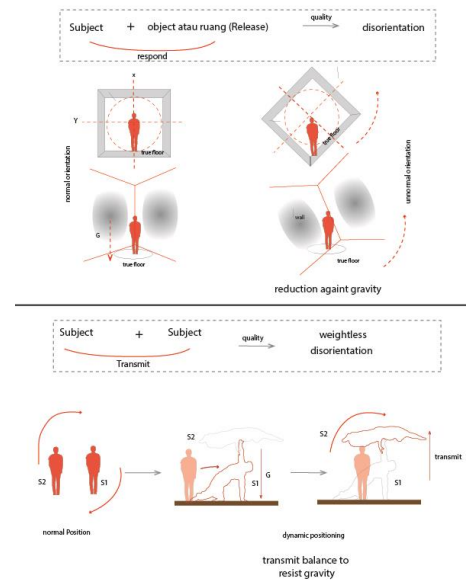 Subject + object atau ruang (Release) quality disorientation
respond
x
Y
true floor
normal orientation
G
true floor
true floor
unnormal orientation
wall
true floor
reduction againt gravity
Subject + Subject quality weightless
disorientation
Transmit
S2 S1
normal Position
S2
S1
G
S2
S1
transmit
dynamic positioning
transmit balance to
resist gravity